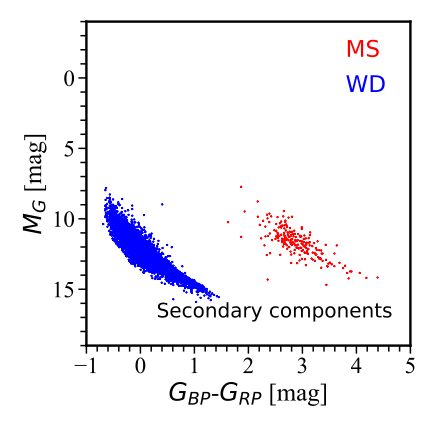 MS
WD
0
5
10
15
M_G [mag]
Secondary components
−1 0 1 2 3 4 5
G_BP-G_RP [mag]